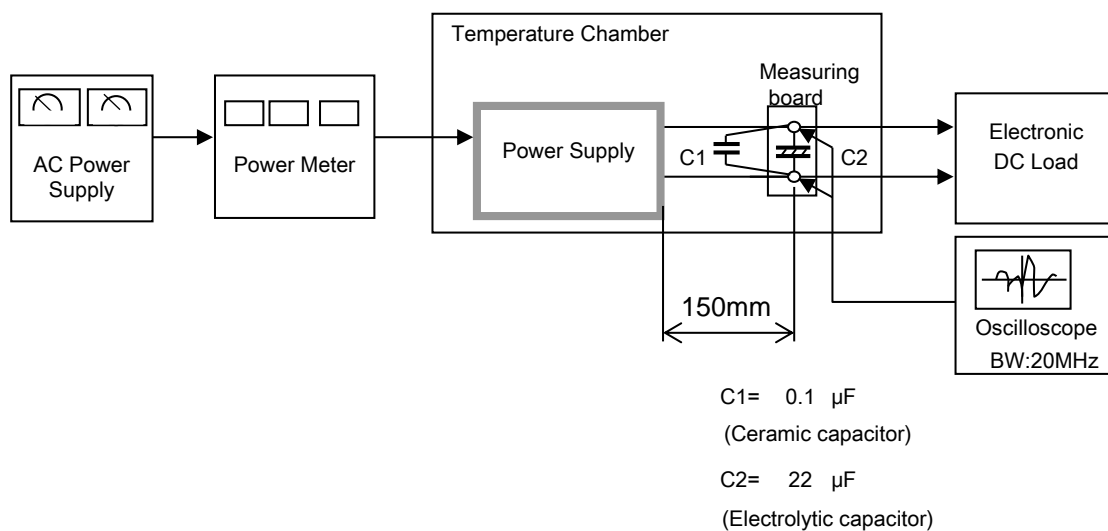 Temperature Chamber
Measuring
board
AC Power
Supply
Power Meter
Power Supply
C1
C2
Electronic
DC Load
150mm
Oscilloscope
BW:20MHz
C1= 0.1 µF
(Ceramic capacitor)
C2= 22 µF
(Electrolytic capacitor)